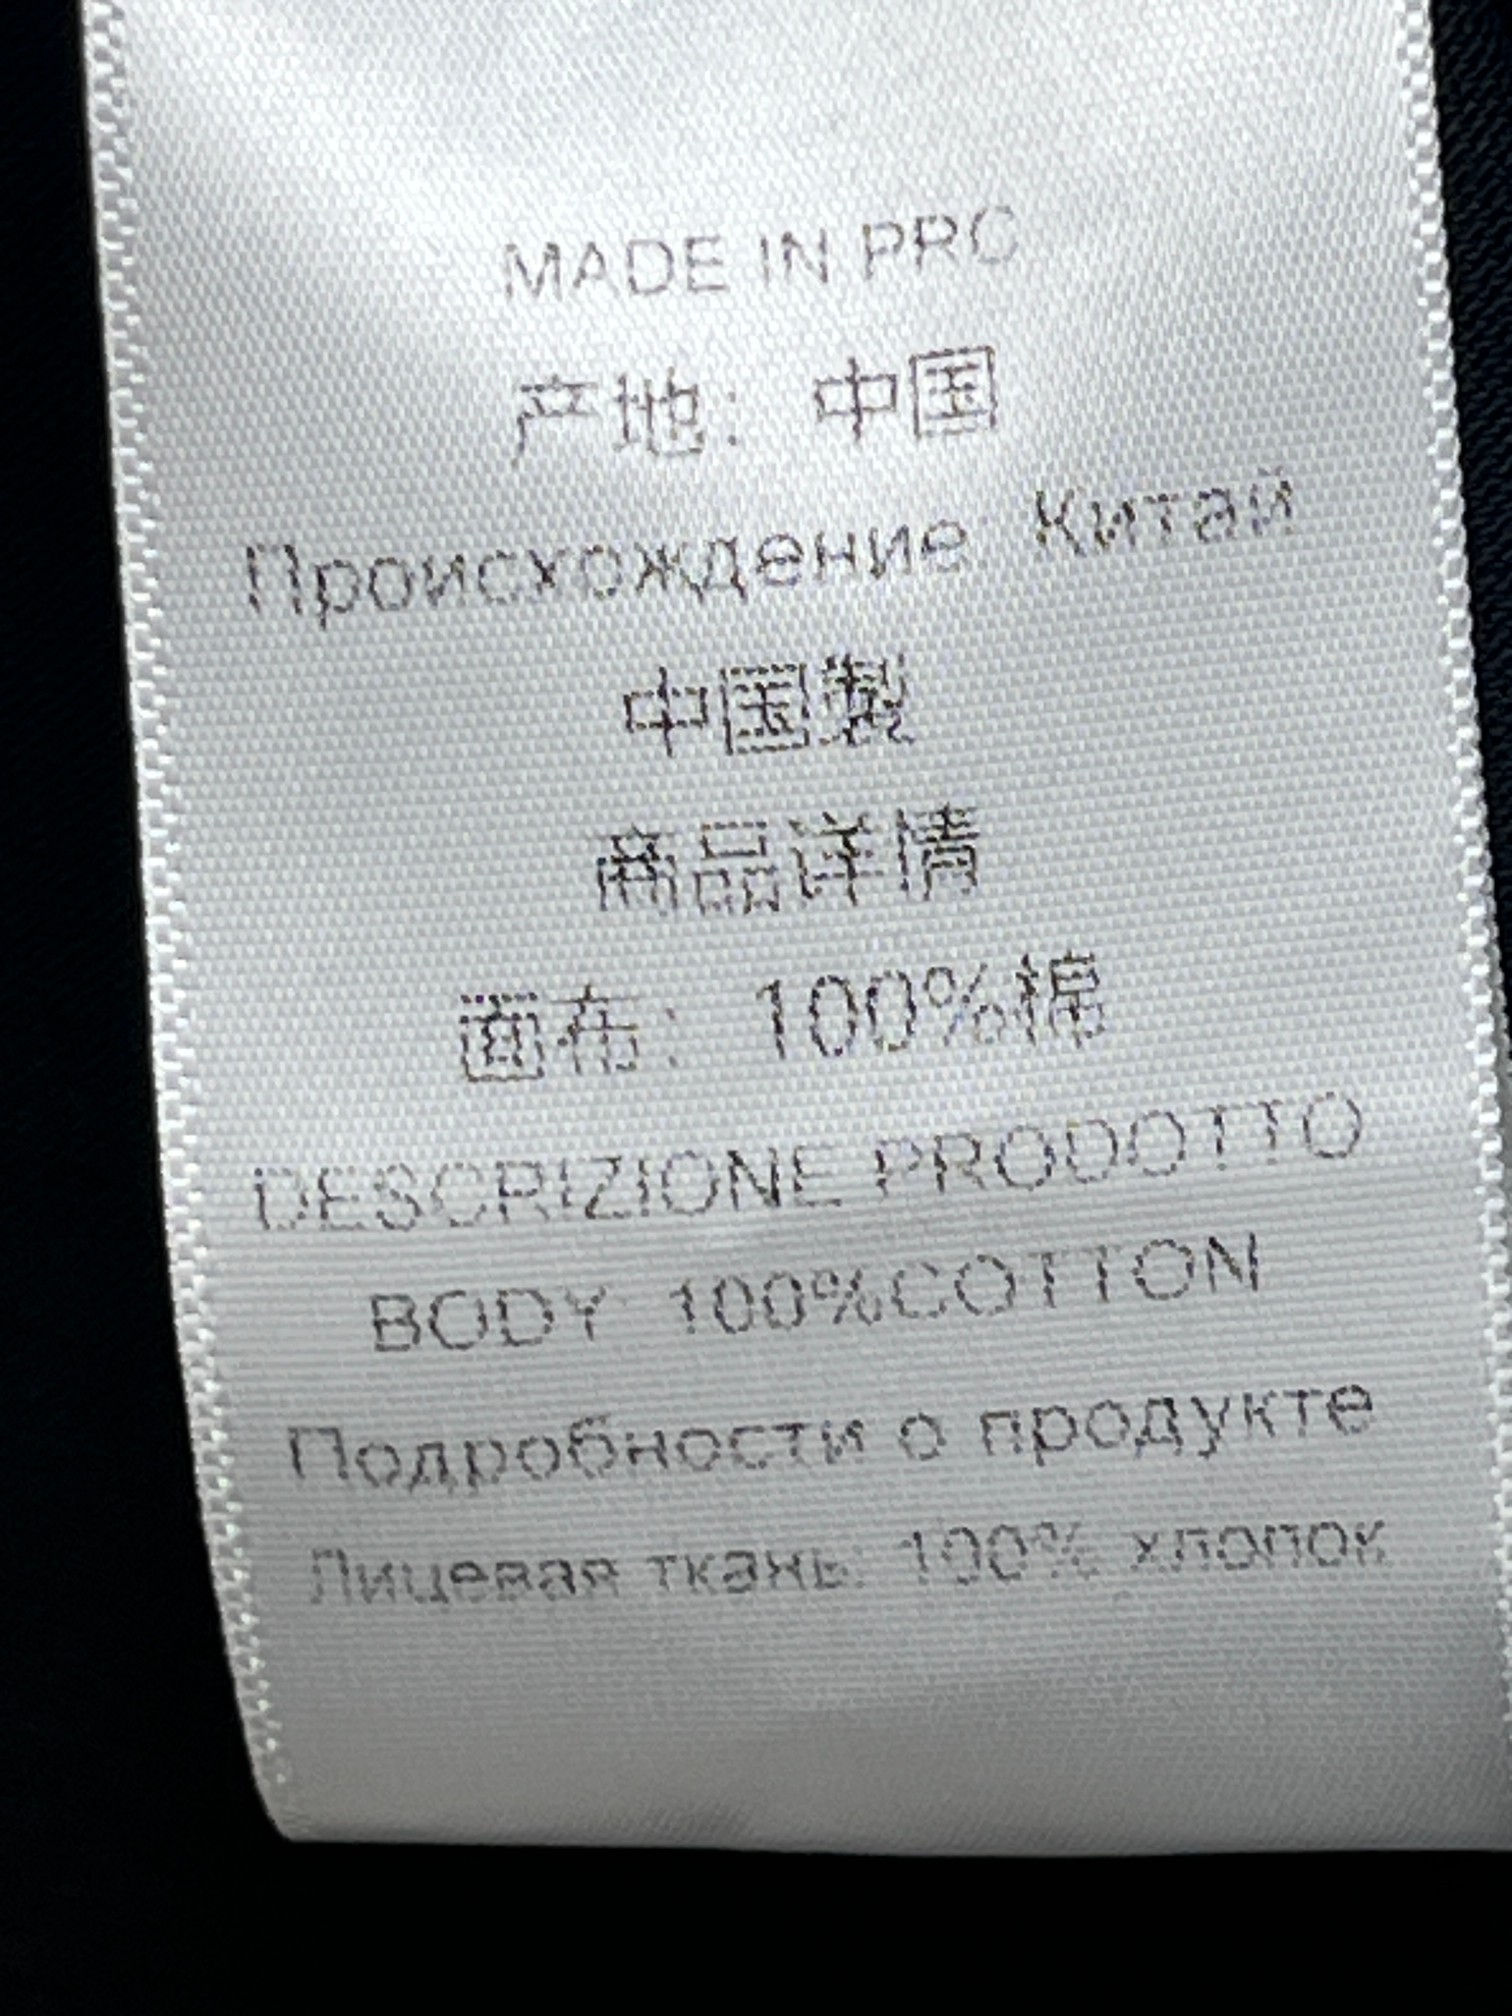 MADE IN PRC
产地: 中国
Происхождение Китай
中国製
商品详情
面布: 100%棉
DESCRIZIONE PRODOTTO
BODY 100%COTTON
Подробности о продукте
Лицевая ткань: 100% хлопок